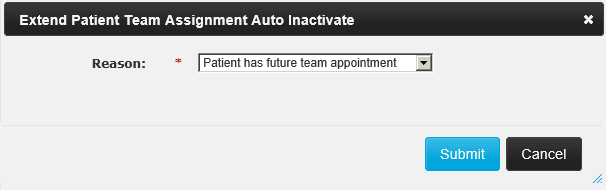 Extend Patient Team Assignment Auto Inactivate ×
Reason: * Patient has future team appointment
Submit Cancel